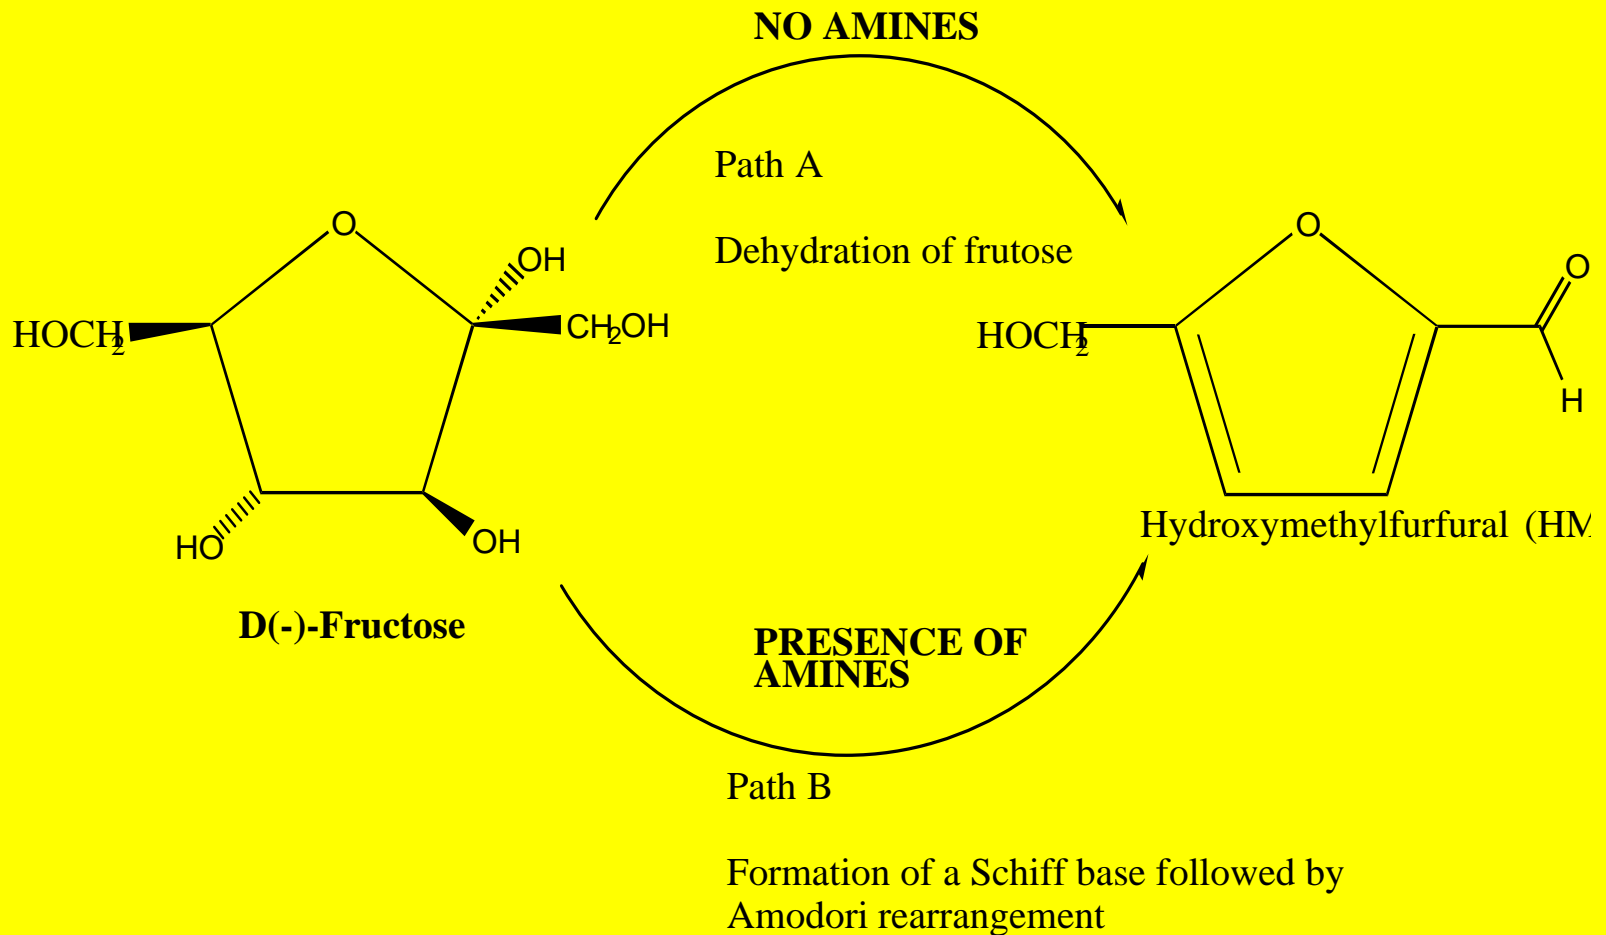 NO AMINES
Path A
Dehydration of frutose
O
OH
HOCH2
CH2OH
HO
OH
D(-)-Fructose
O
O
HOCH2
H
Hydroxymethylfurfural (HM
PRESENCE OF
AMINES
Path B
Formation of a Schiff base followed by
Amodori rearrangement